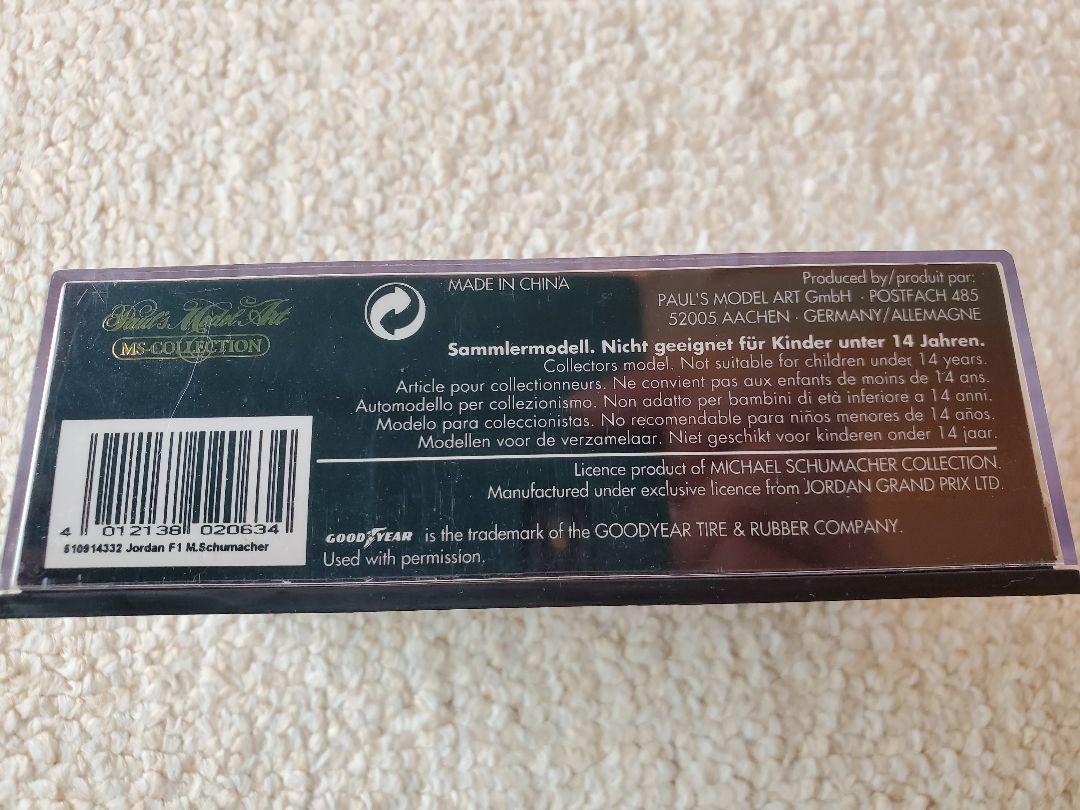 Paul's Model Art
MS-COLLECTION
MADE IN CHINA
Produced by/produit par:
PAUL'S MODEL ART GmbH · POSTFACH 485
52005 AACHEN · GERMANY/ALLEMAGNE
Sammlermodell. Nicht geeignet für Kinder unter 14 Jahren.
Collectors model. Not suitable for children under 14 years.
Article pour collectionneurs. Ne convient pas aux enfants de moins de 14 ans.
Automodello per collezionismo. Non adatto per bambini di età inferiore a 14 anni.
Modelo para coleccionistas. No recomendable para niños menores de 14 años.
Modellen voor de verzamelaar. Niet geschikt voor kinderen onder 14 jaar.
Licence product of MICHAEL SCHUMACHER COLLECTION.
Manufactured under exclusive licence from JORDAN GRAND PRIX LTD.
GOODYEAR is the trademark of the GOODYEAR TIRE & RUBBER COMPANY.
Used with permission.
4 012138 020634
510914332 Jordan F1 M.Schumacher